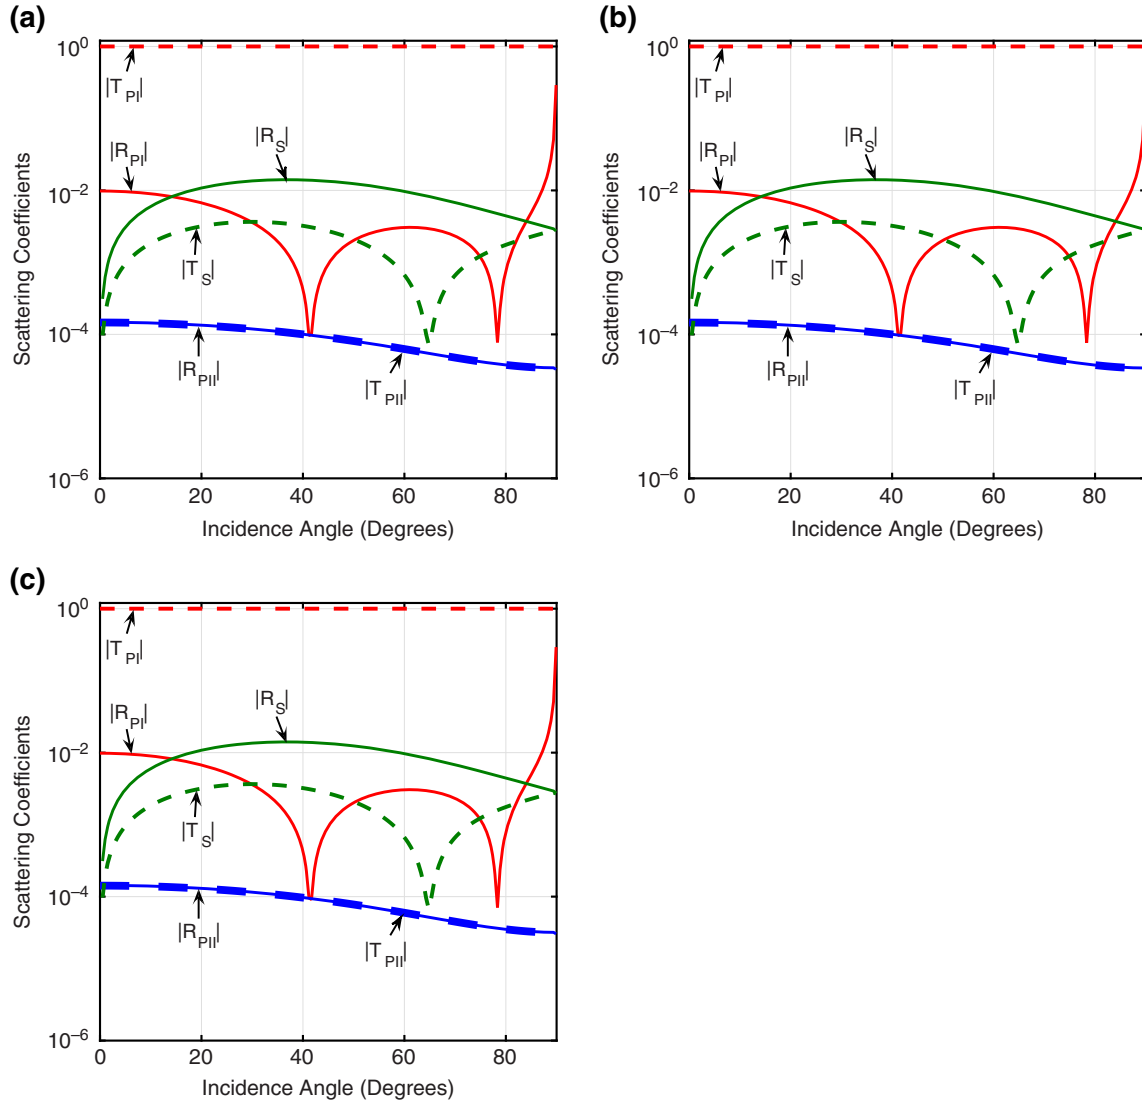 (a)
10^0
10^−2
10^−4
10^−6
Scattering Coefficients
|T_PI|
|R_PI|
|R_S|
|T_S|
|R_PII|
|T_PII|
0 20 40 60 80
Incidence Angle (Degrees)
(b)
10^0
10^−2
10^−4
10^−6
Scattering Coefficients
|T_PI|
|R_PI|
|R_S|
|T_S|
|R_PII|
|T_PII|
0 20 40 60 80
Incidence Angle (Degrees)
(c)
10^0
10^−2
10^−4
10^−6
Scattering Coefficients
|T_PI|
|R_PI|
|R_S|
|T_S|
|R_PII|
|T_PII|
0 20 40 60 80
Incidence Angle (Degrees)